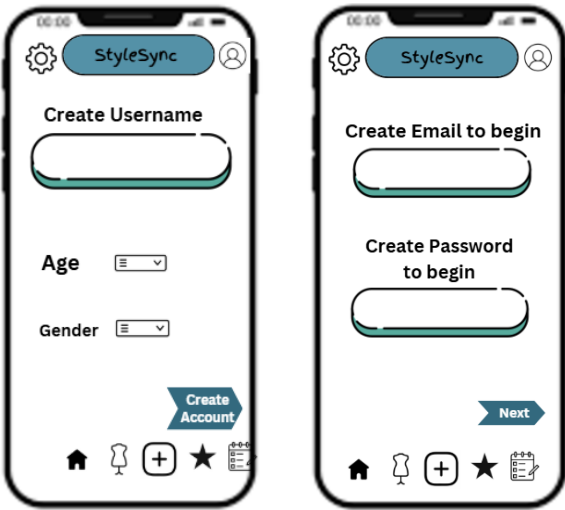 00:00
StyleSync
Create Username
Age
Gender
Create
Account
00:00
StyleSync
Create Email to begin
Create Password
to begin
Next